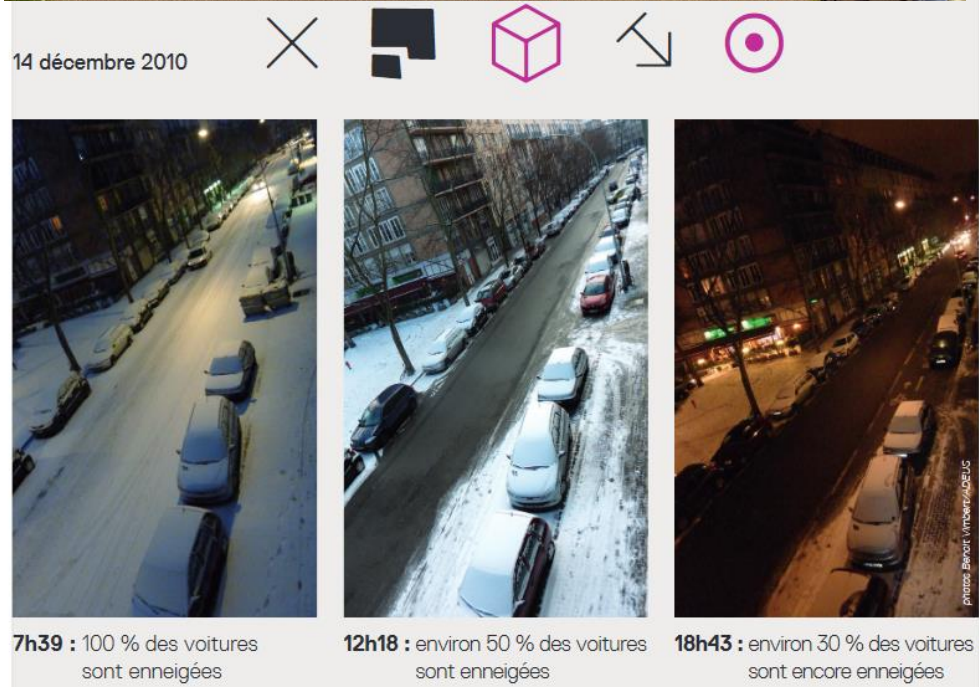 14 décembre 2010
7h39 : 100 % des voitures
sont enneigées
12h18 : environ 50 % des voitures
sont enneigées
18h43 : environ 30 % des voitures
sont encore enneigées
photos Benoit Vimbert/ADEUS